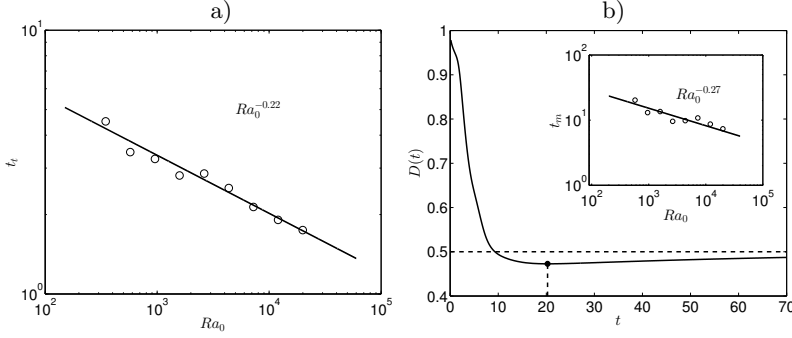 a)
10^1
t_t
Ra_0^{-0.22}
10^0
10^2 10^3 10^4 10^5
Ra_0
b)
1
0.9
0.8
0.7
0.6
0.5
0.4
D(t)
0 10 20 30 40 50 60 70
t
10^2
10^1
10^0
t_m
Ra_0^{-0.27}
10^2 10^3 10^4 10^5
Ra_0